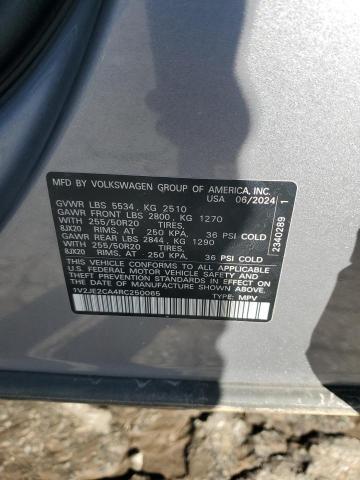 MFD BY VOLKSWAGEN GROUP OF AMERICA, INC.
USA 06/2024
GVWR LBS 5534 , KG 2510
GAWR FRONT LBS 2800 , KG 1270
WITH 255/50R20 TIRES,
8JX20 RIMS, AT 250 KPA, 36 PSI COLD
GAWR REAR LBS 2844 , KG 1290
WITH 255/50R20 TIRES,
8JX20 RIMS, AT 250 KPA, 36 PSI COLD
THIS VEHICLE CONFORMS TO ALL APPLICABLE
U.S. FEDERAL MOTOR VEHICLE SAFETY, BUMPER, AND
THEFT PREVENTION STANDARDS IN EFFECT ON THE
DATE OF MANUFACTURE SHOWN ABOVE.
1V2JE2CA4RC250065 TYPE: MPV
2340289 1